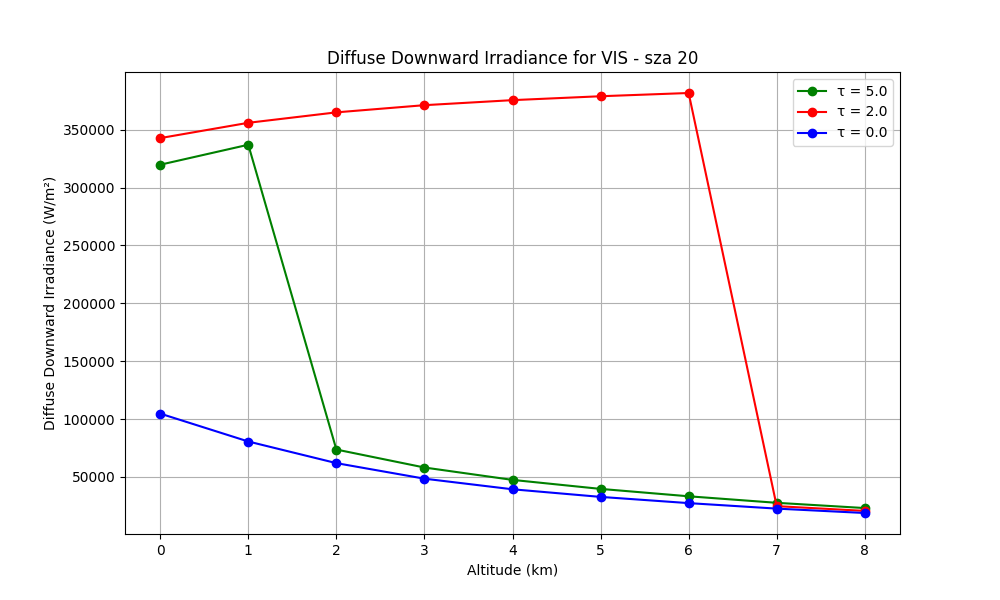 Diffuse Downward Irradiance for VIS - sza 20
τ = 5.0
τ = 2.0
τ = 0.0
Diffuse Downward Irradiance (W/m²)
350000
300000
250000
200000
150000
100000
50000
0 1 2 3 4 5 6 7 8
Altitude (km)